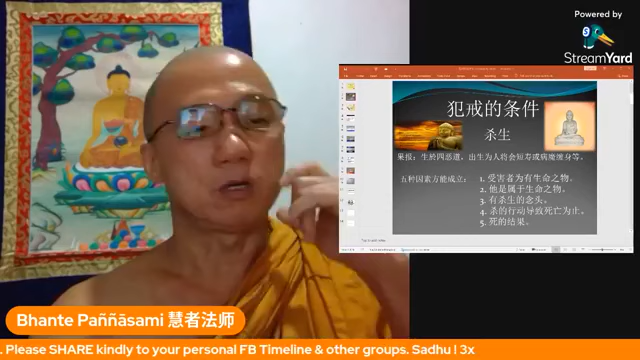 Powered by
StreamYard
犯戒的条件
杀生
果报：生於四恶道，出生为人将会短寿或病魔缠身等。
五种因素方能成立：
1. 受害者为有生命之物。
2. 他是属于生命之物。
3. 有杀生的念头。
4. 杀的行动导致死亡为止。
5. 死的结果。
Bhante Paññāsami 慧者法师
. Please SHARE kindly to your personal FB Timeline & other groups. Sadhu ! 3x